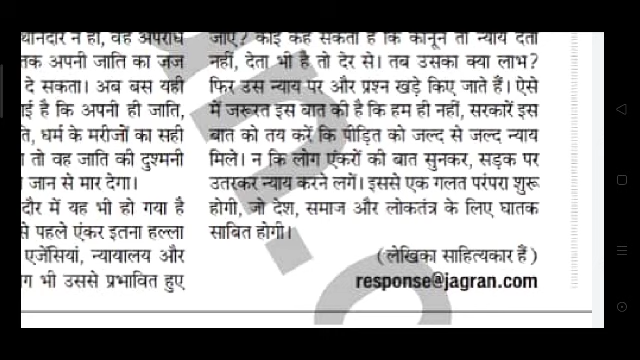 थानेदार न हो, वह अपराध
तक अपनी जाति का जज
दे सकता। अब बस यही
ई है कि अपनी ही जाति,
ते, धर्म के मरीजों का सही
तो वह जाति की दुश्मनी
जान से मार देगा।
दौर में यह भी हो गया है
से पहले एंकर इतना हल्ला
एजेंसियां, न्यायालय और
ग भी उससे प्रभावित हुए
जाए? कोई कह सकता है कि कानून तो न्याय देता
नहीं, देता भी है तो देर से। तब उसका क्या लाभ?
फिर उस न्याय पर और प्रश्न खड़े किए जाते हैं। ऐसे
में जरूरत इस बात की है कि हम ही नहीं, सरकारें इस
बात को तय करें कि पीड़ित को जल्द से जल्द न्याय
मिले। न कि लोग एंकरों की बात सुनकर, सड़क पर
उतरकर न्याय करने लगें। इससे एक गलत परंपरा शुरू
होगी, जो देश, समाज और लोकतंत्र के लिए घातक
साबित होगी।
(लेखिका साहित्यकार हैं)
response@jagran.com